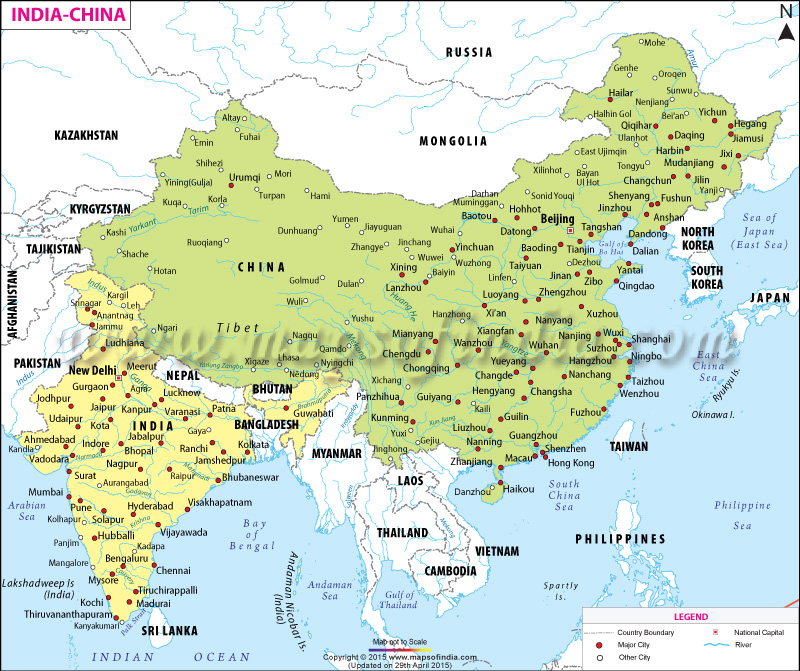 INDIA-CHINA
N
RUSSIA
KAZAKHSTAN
MONGOLIA
KYRGYZSTAN
TAJIKISTAN
AFGHANISTAN
PAKISTAN
NEPAL
BHUTAN
BANGLADESH
MYANMAR
LAOS
THAILAND
VIETNAM
CAMBODIA
SRI LANKA
TAIWAN
PHILIPPINES
JAPAN
NORTH
KOREA
SOUTH
KOREA
CHINA
Tibet
INDIA
Mohe
Amur
Genhe
Oroqen
Hailar
Sunwu
Nenjiang
Halhin Gol
Bei'an
Yichun
Hegang
Qiqihar
Daqing
Jiamusi
Ulanhot
Harbin
Jixi
East Ujimqin
Mudanjiang
Tongyu
Xilinhot
Bayan
Ul Hot
Changchun
Jilin
Yanji
Sonid Youqi
Shenyang
Fushun
Darhan
Muminggan
Jinzhou
Anshan
Hohhot
Beijing
Baotou
Tangshan
Dandong
Datong
Dalian
Gulf of
Bo Hai
Wuhai
Baoding
Tianjin
Yinchuan
Dezhou
Taiyuan
Yantai
Linfen
Jinan
Zibo
Qingdao
Altay
Fuhai
Emin
Shihezi
Urumqi
Mori
Yining(Gulja)
Turpan
Hami
Kuqa
Korla
Tarim
Yarkant
Kashi
Ruoqiang
Shache
Hotan
Dunhuang
Yumen
Jiayuguan
Zhangye
Jinchang
Wuwei
Wuzhong
Xining
Baiyin
Lanzhou
Golmud
Dulan
Wuli
Huang He
Luoyang
Zhengzhou
Xi'an
Xuzhou
Hanzhong
Nanyang
Yushu
Nagqu
Qamdo
Xigaze
Lhasa
Nyingchi
Nêdung
Yarlung Zangbo
Ngari
Mianyang
Xiangfan
Nanjing
Wuxi
Shanghai
Chengdu
Wanzhou
Wuhan
Suzhou
Yangtze
Hangzhou
Ningbo
Chongqing
Yueyang
Changde
Nanchang
Taizhou
Xichang
Hengyang
Changsha
Wenzhou
Panzhihua
Guiyang
Kaili
Fuzhou
Kunming
Guilin
Liuzhou
Xun Jiang
Yuxi
Gejiu
Nanning
Guangzhou
Shenzhen
Jinghong
Zhanjiang
Macau
Hong Kong
Danzhou
Haikou
Indus
Kargil
Srinagar
Leh
Anantnag
Jammu
Ludhiana
Indus
New Delhi
Meerut
Gurgaon
Ganga
Agra
Lucknow
Jodhpur
Jaipur
Kanpur
Patna
Brahmaputra
Guwahati
Udaipur
Kota
Varanasi
Gaya
Ahmedabad
Indore
Jabalpur
Ranchi
Kolkata
Kandla
Bhopal
Jamshedpur
Vadodara
Narmada
Nagpur
Mahanadi
Bhubaneswar
Surat
Aurangabad
Raipur
Mumbai
Godavari
Visakhapatnam
Arabian
Sea
Pune
Hyderabad
Kolhapur
Solapur
Krishna
Vijayawada
Panjim
Hubballi
Kadapa
Mangalore
Bengaluru
Chennai
Mysore
Lakshadweep Is
(India)
Kochi
Tiruchirappalli
Madurai
Thiruvananthapuram
Palk Strait
Kanyakumari
INDIAN OCEAN
Bay
of
Bengal
Andaman Nicobar Is.
(India)
Andaman
Sea
Irrawaddy
Salween
Mekong
Gulf of
Thailand
South
China
Sea
Spartly
Is.
Philippine
Sea
East
China
Sea
Ryukyu Is.
Okinawa I.
Sea of
Japan
(East Sea)
www.mapsofindia.com
Map not to Scale
Copyright © 2015 www.mapsofindia.com
(Updated on 29th April 2015)
LEGEND
Country Boundary
National Capital
Major City
River
Other City